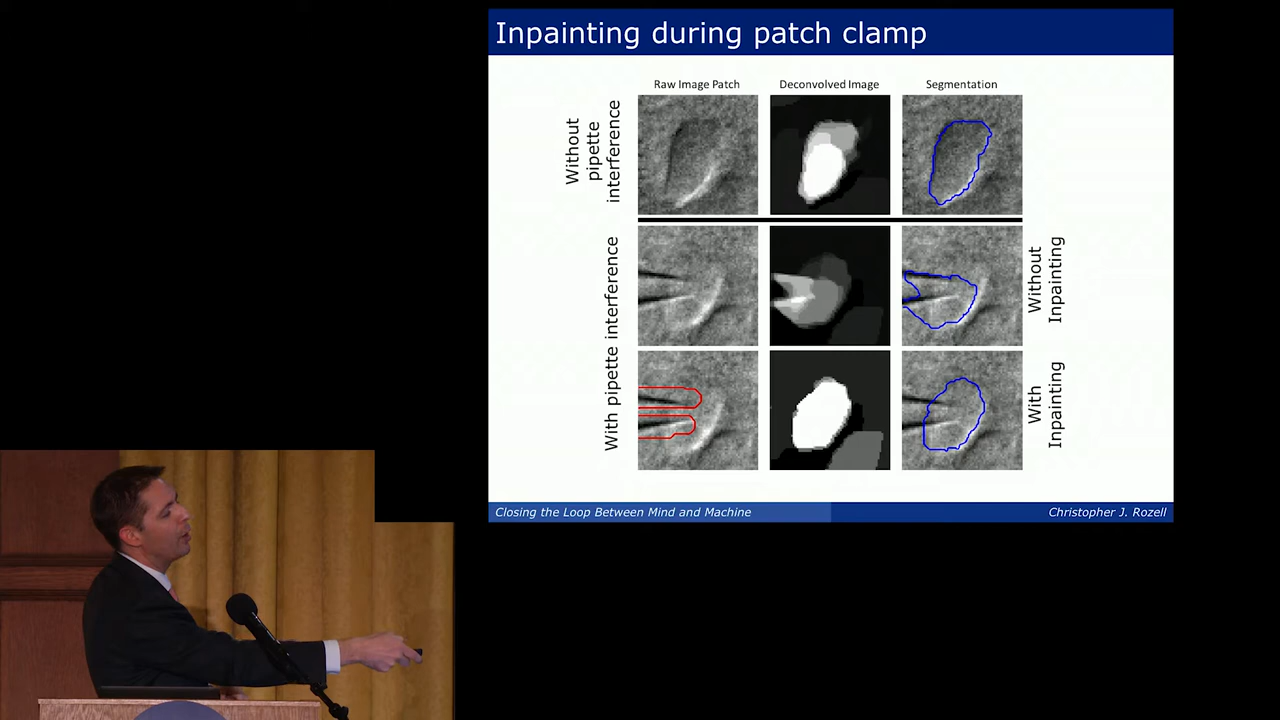 Inpainting during patch clamp
Raw Image Patch
Deconvolved Image
Segmentation
Without
pipette
interference
With pipette interference
Without
Inpainting
With
Inpainting
Closing the Loop Between Mind and Machine
Christopher J. Rozell